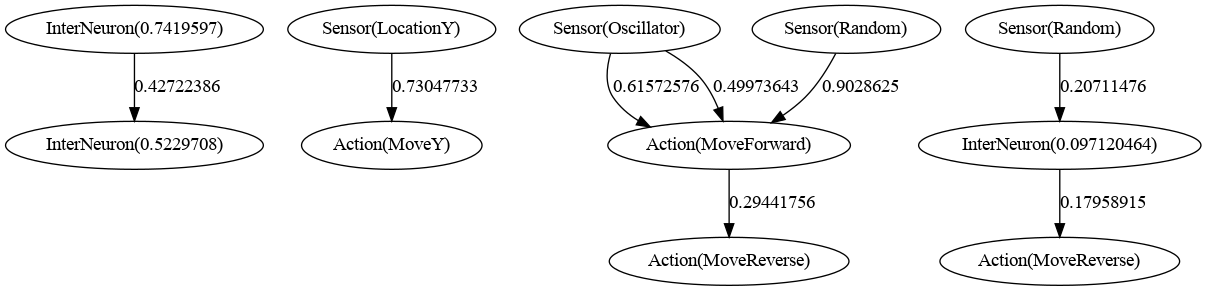 InterNeuron(0.7419597)
Sensor(LocationY)
Sensor(Oscillator)
Sensor(Random)
Sensor(Random)
0.42722386
0.73047733
0.61572576
0.49973643
0.9028625
0.20711476
InterNeuron(0.5229708)
Action(MoveY)
Action(MoveForward)
InterNeuron(0.097120464)
0.29441756
0.17958915
Action(MoveReverse)
Action(MoveReverse)